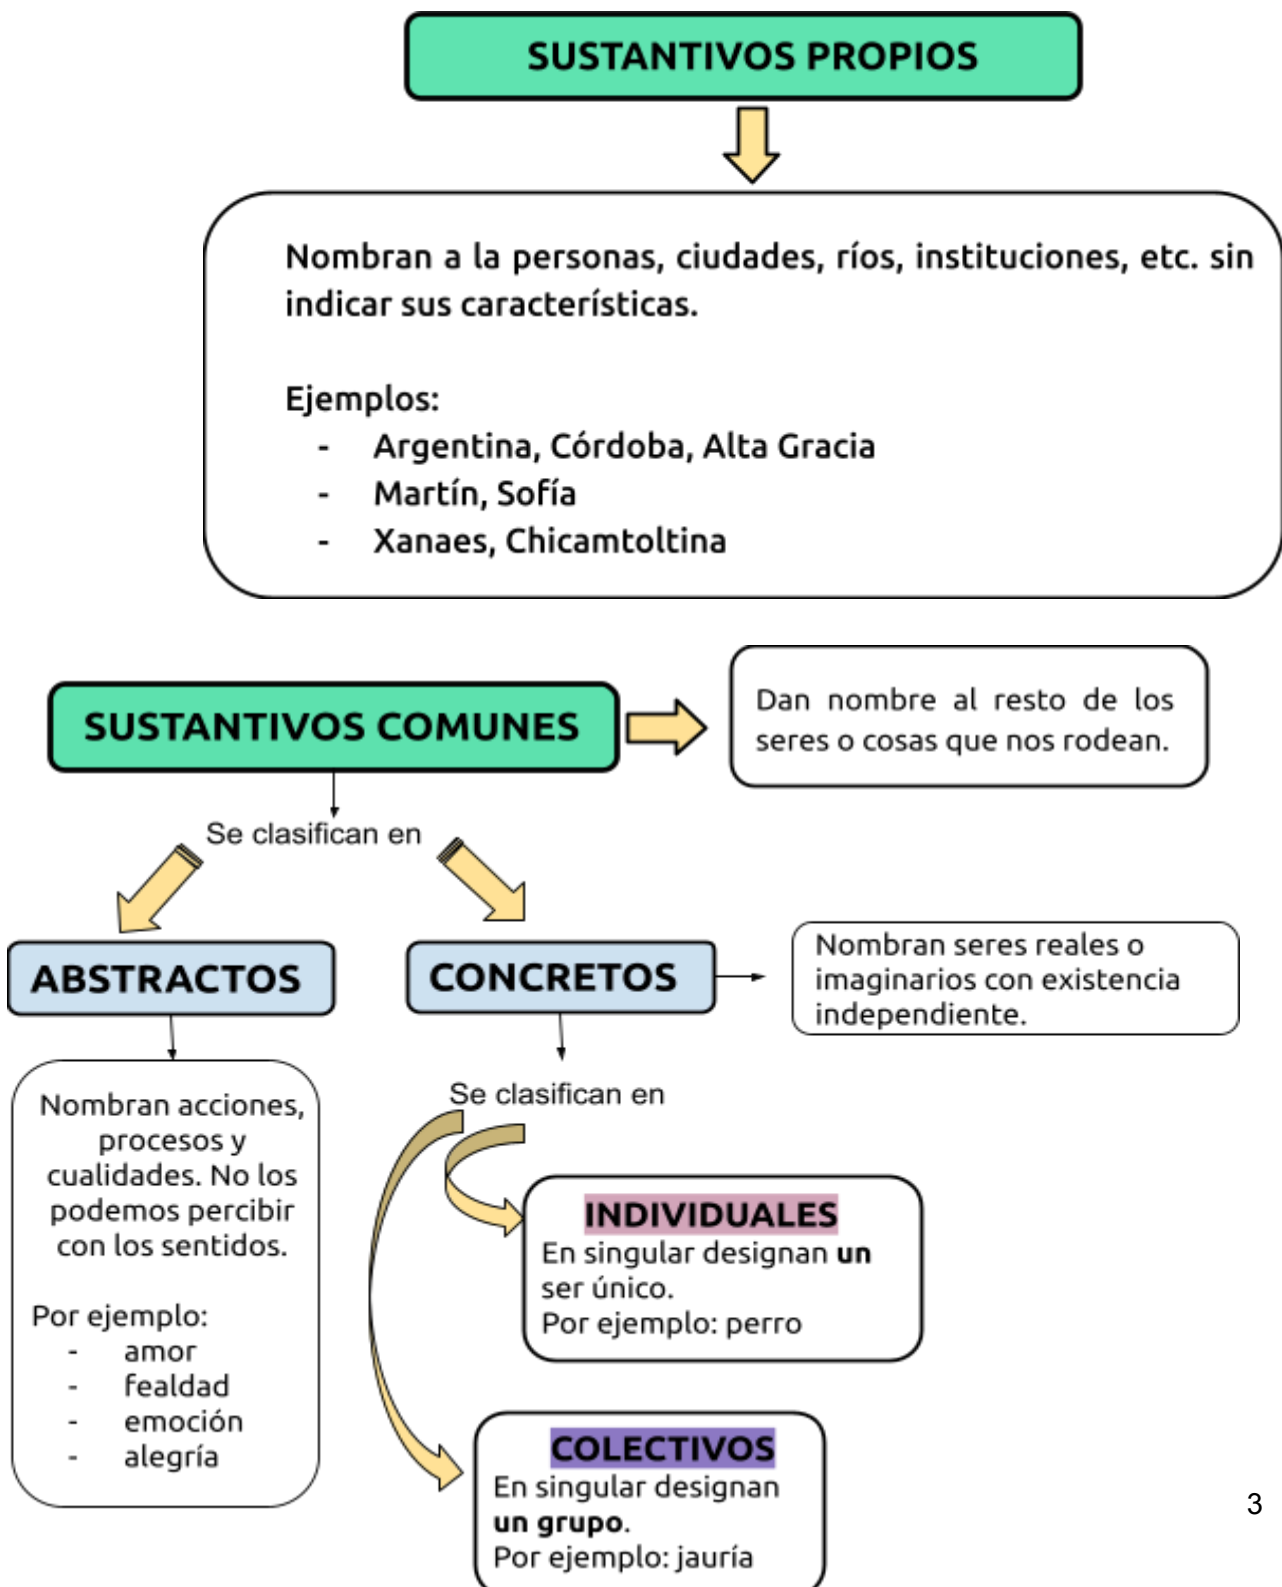 SUSTANTIVOS PROPIOS
Nombran a la personas, ciudades, ríos, instituciones, etc. sin
indicar sus características.
Ejemplos:
- Argentina, Córdoba, Alta Gracia
- Martín, Sofía
- Xanaes, Chicamtoltina
SUSTANTIVOS COMUNES
Dan nombre al resto de los
seres o cosas que nos rodean.
Se clasifican en
ABSTRACTOS
Nombran acciones,
procesos y
cualidades. No los
podemos percibir
con los sentidos.
Por ejemplo:
- amor
- fealdad
- emoción
- alegría
CONCRETOS
Nombran seres reales o
imaginarios con existencia
independiente.
Se clasifican en
INDIVIDUALES
En singular designan un
ser único.
Por ejemplo: perro
COLECTIVOS
En singular designan
un grupo.
Por ejemplo: jauría
3